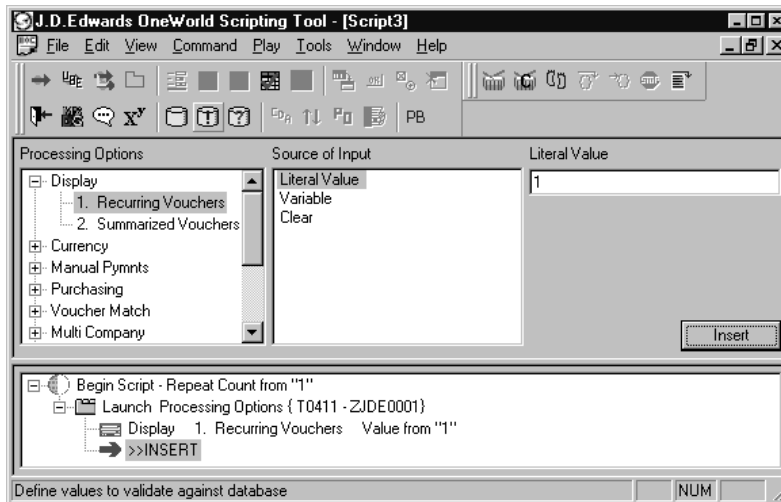 J.D.Edwards OneWorld Scripting Tool - [Script3]
File Edit View Command Play Tools Window Help
UBE
PB
Processing Options
Source of Input
Literal Value
Display
1. Recurring Vouchers
2. Summarized Vouchers
Currency
Manual Pymnts
Purchasing
Voucher Match
Multi Company
Literal Value
Variable
Clear
1
Insert
Begin Script - Repeat Count from "1"
Launch Processing Options { T0411 - ZJDE0001}
Display 1. Recurring Vouchers Value from "1"
>>INSERT
Define values to validate against database
NUM